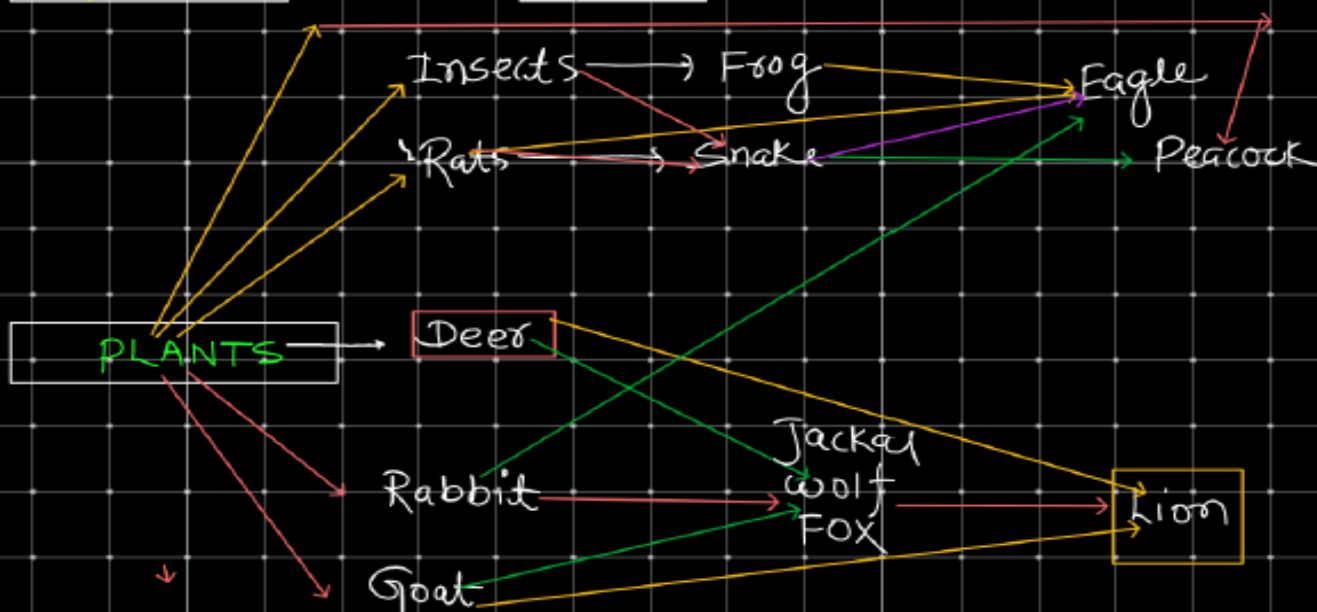 Insects Frog Eagle
Rats Snake Peacock
PLANTS Deer
Jackal
Rabbit wolf Lion
FOX
Goat